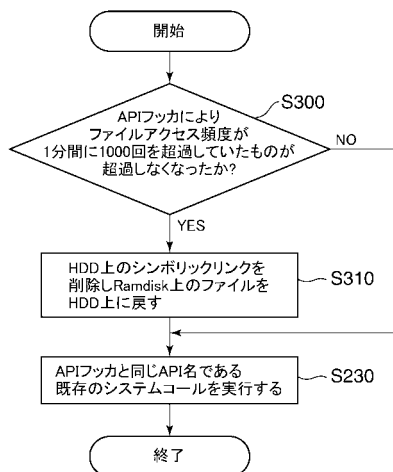 開始
S300
APIフッカにより
ファイルアクセス頻度が
1分間に1000回を超過していたものが
超過しなくなったか?
NO
YES
HDD上のシンボリックリンクを
削除しRamdisk上のファイルを
HDD上に戻す
S310
APIフッカと同じAPI名である
既存のシステムコールを実行する
S230
終了